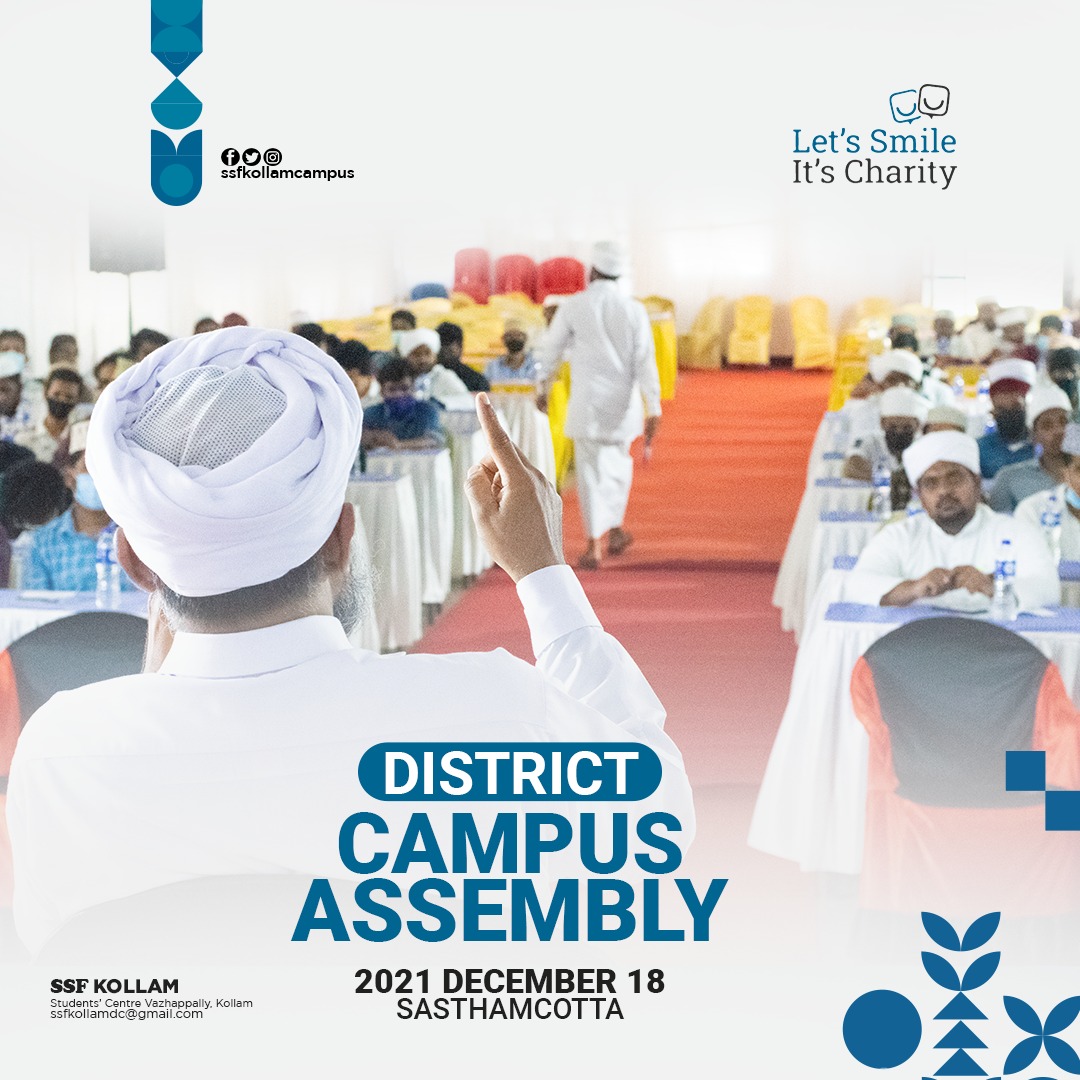 ssfkollamcampus
Let's Smile
It's Charity
DISTRICT
CAMPUS
ASSEMBLY
2021 DECEMBER 18
SASTHAMCOTTA
SSF KOLLAM
Students' Centre Vazhappally, Kollam
ssfkollamdc@gmail.com